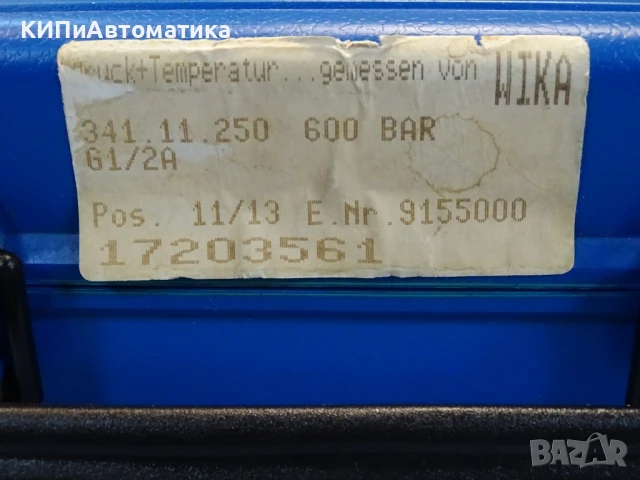 КИПиАвтоматика
Druck+Temperatur...gemessen von WIKA
341.11.250 600 BAR
G1/2A
Pos. 11/13 E.Nr.9155000
17203561
BAZAR